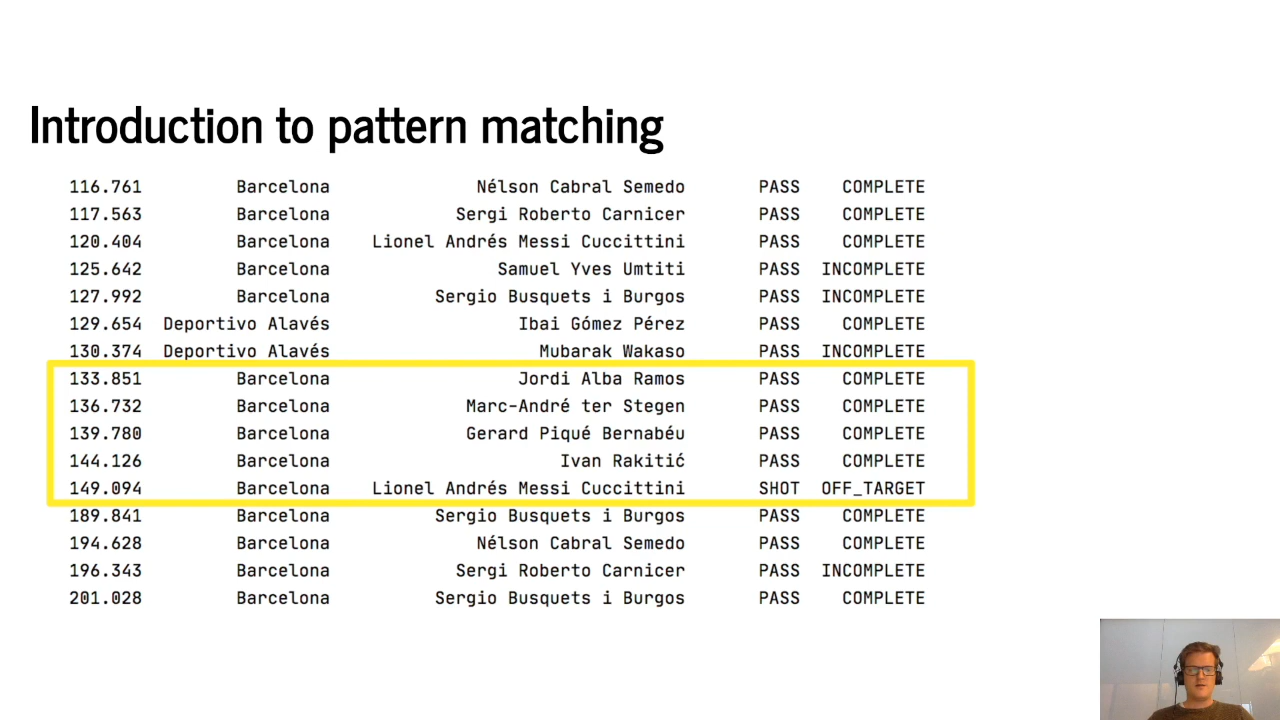 Introduction to pattern matching
116.761 Barcelona Nélson Cabral Semedo PASS COMPLETE
117.563 Barcelona Sergi Roberto Carnicer PASS COMPLETE
120.404 Barcelona Lionel Andrés Messi Cuccittini PASS COMPLETE
125.642 Barcelona Samuel Yves Umtiti PASS INCOMPLETE
127.992 Barcelona Sergio Busquets i Burgos PASS INCOMPLETE
129.654 Deportivo Alavés Ibai Gómez Pérez PASS COMPLETE
130.374 Deportivo Alavés Mubarak Wakaso PASS INCOMPLETE
133.851 Barcelona Jordi Alba Ramos PASS COMPLETE
136.732 Barcelona Marc-André ter Stegen PASS COMPLETE
139.780 Barcelona Gerard Piqué Bernabéu PASS COMPLETE
144.126 Barcelona Ivan Rakitić PASS COMPLETE
149.094 Barcelona Lionel Andrés Messi Cuccittini SHOT OFF_TARGET
189.841 Barcelona Sergio Busquets i Burgos PASS COMPLETE
194.628 Barcelona Nélson Cabral Semedo PASS COMPLETE
196.343 Barcelona Sergi Roberto Carnicer PASS INCOMPLETE
201.028 Barcelona Sergio Busquets i Burgos PASS COMPLETE